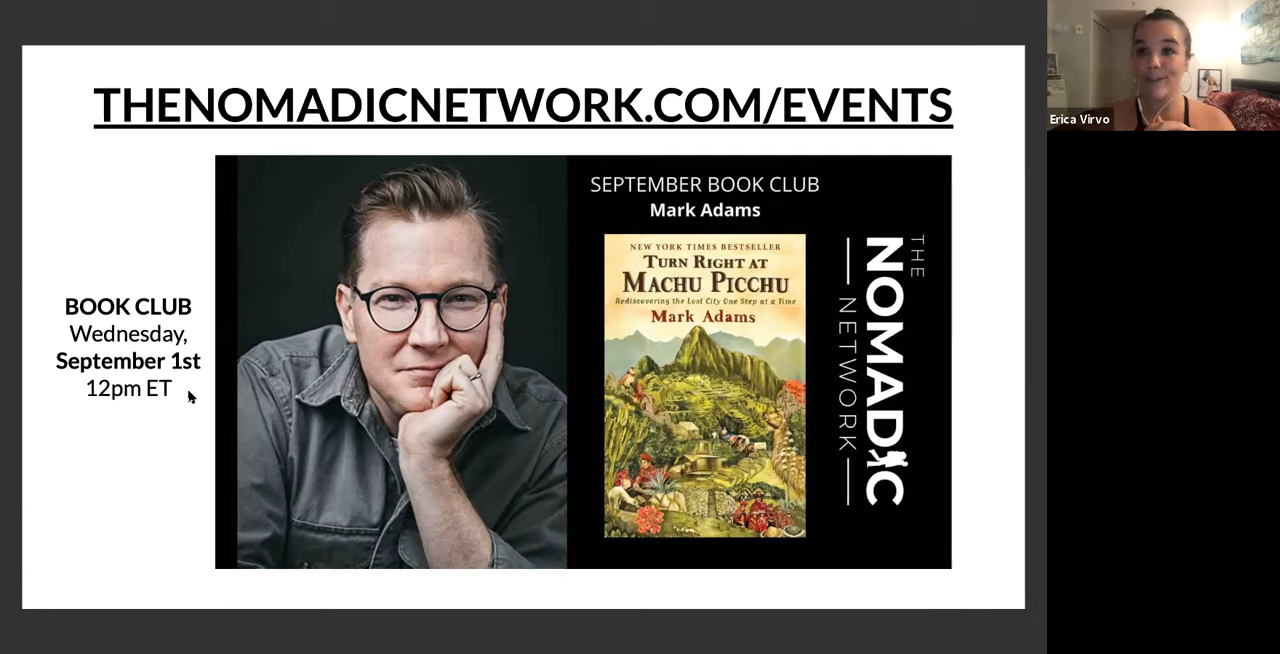 THENOMADICNETWORK.COM/EVENTS
BOOK CLUB
Wednesday,
September 1st
12pm ET
SEPTEMBER BOOK CLUB
Mark Adams
NEW YORK TIMES BESTSELLER
TURN RIGHT AT
MACHU PICCHU
Rediscovering the Lost City One Step at a Time
Mark Adams
THE
NOMADIC
NETWORK
Erica Virvo